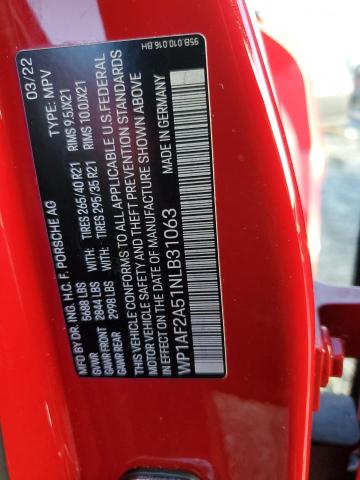 95B.010.016.BH
MFD BY DR. ING. H.C. F. PORSCHE AG 03/22
GVWR 5688 LBS TYPE: MPV
GAWR FRONT 2844 LBS WITH: TIRES 265/40 R21 RIMS 9.5JX21
GAWR REAR 2998 LBS WITH: TIRES 295/35 R21 RIMS 10.0JX21
THIS VEHICLE CONFORMS TO ALL APPLICABLE U.S. FEDERAL
MOTOR VEHICLE SAFETY, BUMPER, AND THEFT PREVENTION STANDARDS
IN EFFECT ON THE DATE OF MANUFACTURE SHOWN ABOVE.
MADE IN GERMANY
WP1AF2A51NLB31063